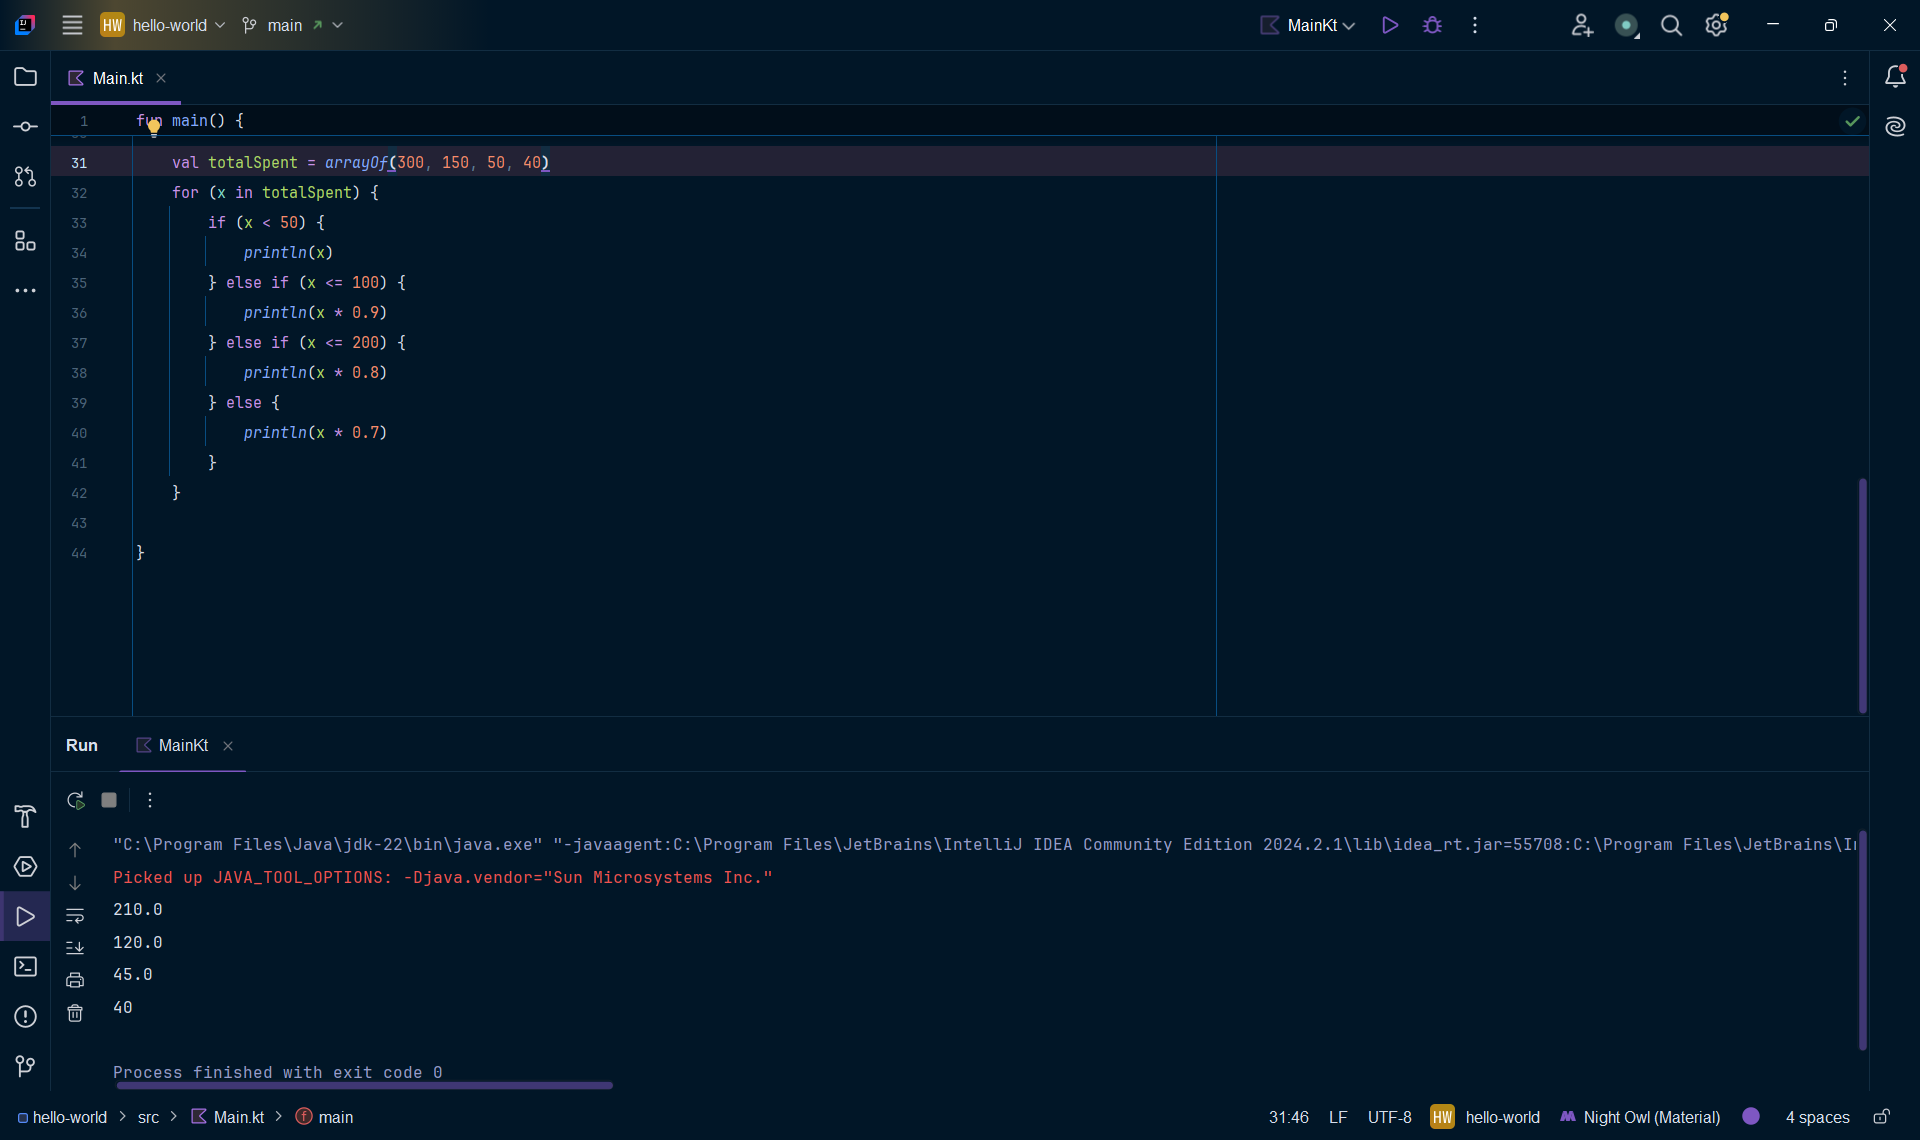 HW hello-world main MainKt
Main.kt
1 fun main() {
31 val totalSpent = arrayOf(300, 150, 50, 40)
32 for (x in totalSpent) {
33 if (x < 50) {
34 println(x)
35 } else if (x <= 100) {
36 println(x * 0.9)
37 } else if (x <= 200) {
38 println(x * 0.8)
39 } else {
40 println(x * 0.7)
41 }
42 }
43
44 }
Run MainKt
"C:\Program Files\Java\jdk-22\bin\java.exe" "-javaagent:C:\Program Files\JetBrains\IntelliJ IDEA Community Edition 2024.2.1\lib\idea_rt.jar=55708:C:\Program Files\JetBrains\
Picked up JAVA_TOOL_OPTIONS: -Djava.vendor="Sun Microsystems Inc."
210.0
120.0
45.0
40
Process finished with exit code 0
hello-world > src > Main.kt > f main 31:46 LF UTF-8 HW hello-world Night Owl (Material) 4 spaces